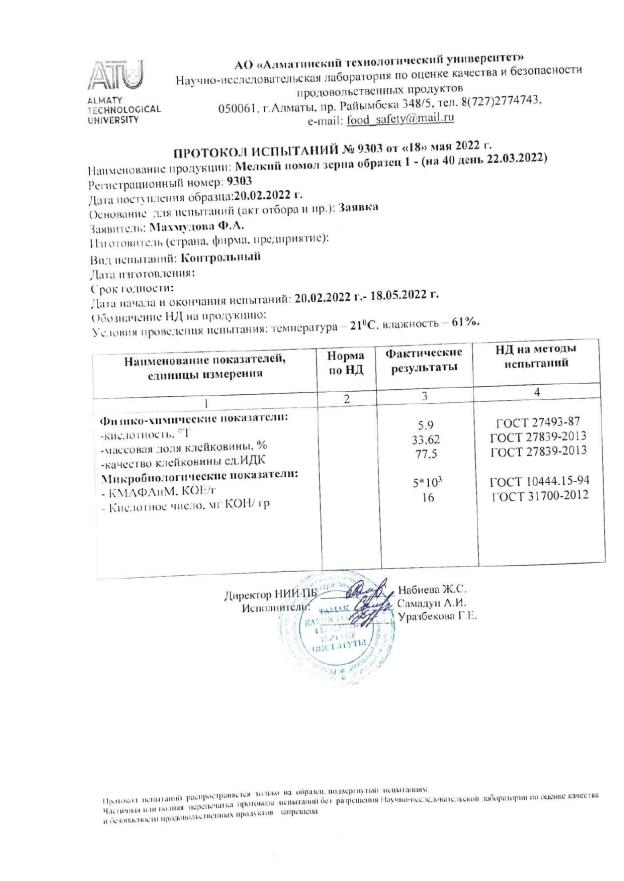 ATU
ALMATY
TECHNOLOGICAL
UNIVERSITY
АО «Алматинский технологический университет»
Научно-исследовательская лаборатория по оценке качества и безопасности
продовольственных продуктов
050061, г.Алматы, пр. Райымбека 348/5, тел. 8(727)2774743,
e-mail: food_safety@mail.ru
ПРОТОКОЛ ИСПЫТАНИЙ № 9303 от «18» мая 2022 г.
Наименование продукции: Мелкий помол зерна образец 1 - (на 40 день 22.03.2022)
Регистрационный номер: 9303
Дата поступления образца:20.02.2022 г.
Основание для испытаний (акт отбора и пр.): Заявка
Заявитель: Махмудова Ф.А.
Изготовитель (страна, фирма, предприятие):
Вид испытаний: Контрольный
Дата изготовления:
Срок годности:
Дата начала и окончания испытаний: 20.02.2022 г.- 18.05.2022 г.
Обозначение НД на продукцию:
Условия проведения испытания: температура – 21⁰С, влажность – 61%.
Наименование показателей, единицы измерения | Норма по НД | Фактические результаты | НД на методы испытаний
1 | 2 | 3 | 4
Физико-химические показатели:
-кислотность, °Т 5,9 ГОСТ 27493-87
-массовая доля клейковины, % 33,62 ГОСТ 27839-2013
-качество клейковины ед.ИДК 77,5 ГОСТ 27839-2013
Микробиологические показатели:
- КМАФАнМ, КОЕ/г 5*10³ ГОСТ 10444.15-94
- Кислотное число, мг КОН/ гр 16 ГОСТ 31700-2012
Директор НИИ ПБ Набиева Ж.С.
Исполнители: Самадун А.И.
Уразбекова Г.Е.
ТАМАҚ
ИНСТИТУТЫ
Протокол испытаний распространяется только на образец, подвергнутый испытаниям
Частичная или полная перепечатка протокола испытаний без разрешения Научно-исследовательской лаборатории по оценке качества
и безопасности продовольственных продуктов запрещена